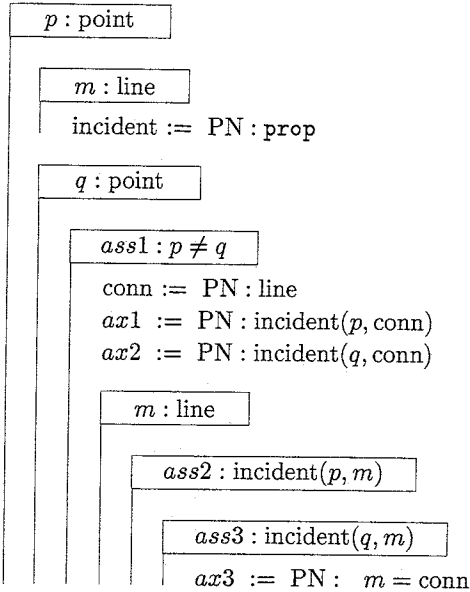 p : point
m : line
incident := PN : prop
q : point
ass1 : p ≠ q
conn := PN : line
ax1 := PN : incident(p, conn)
ax2 := PN : incident(q, conn)
m : line
ass2 : incident(p, m)
ass3 : incident(q, m)
ax3 := PN : m = conn